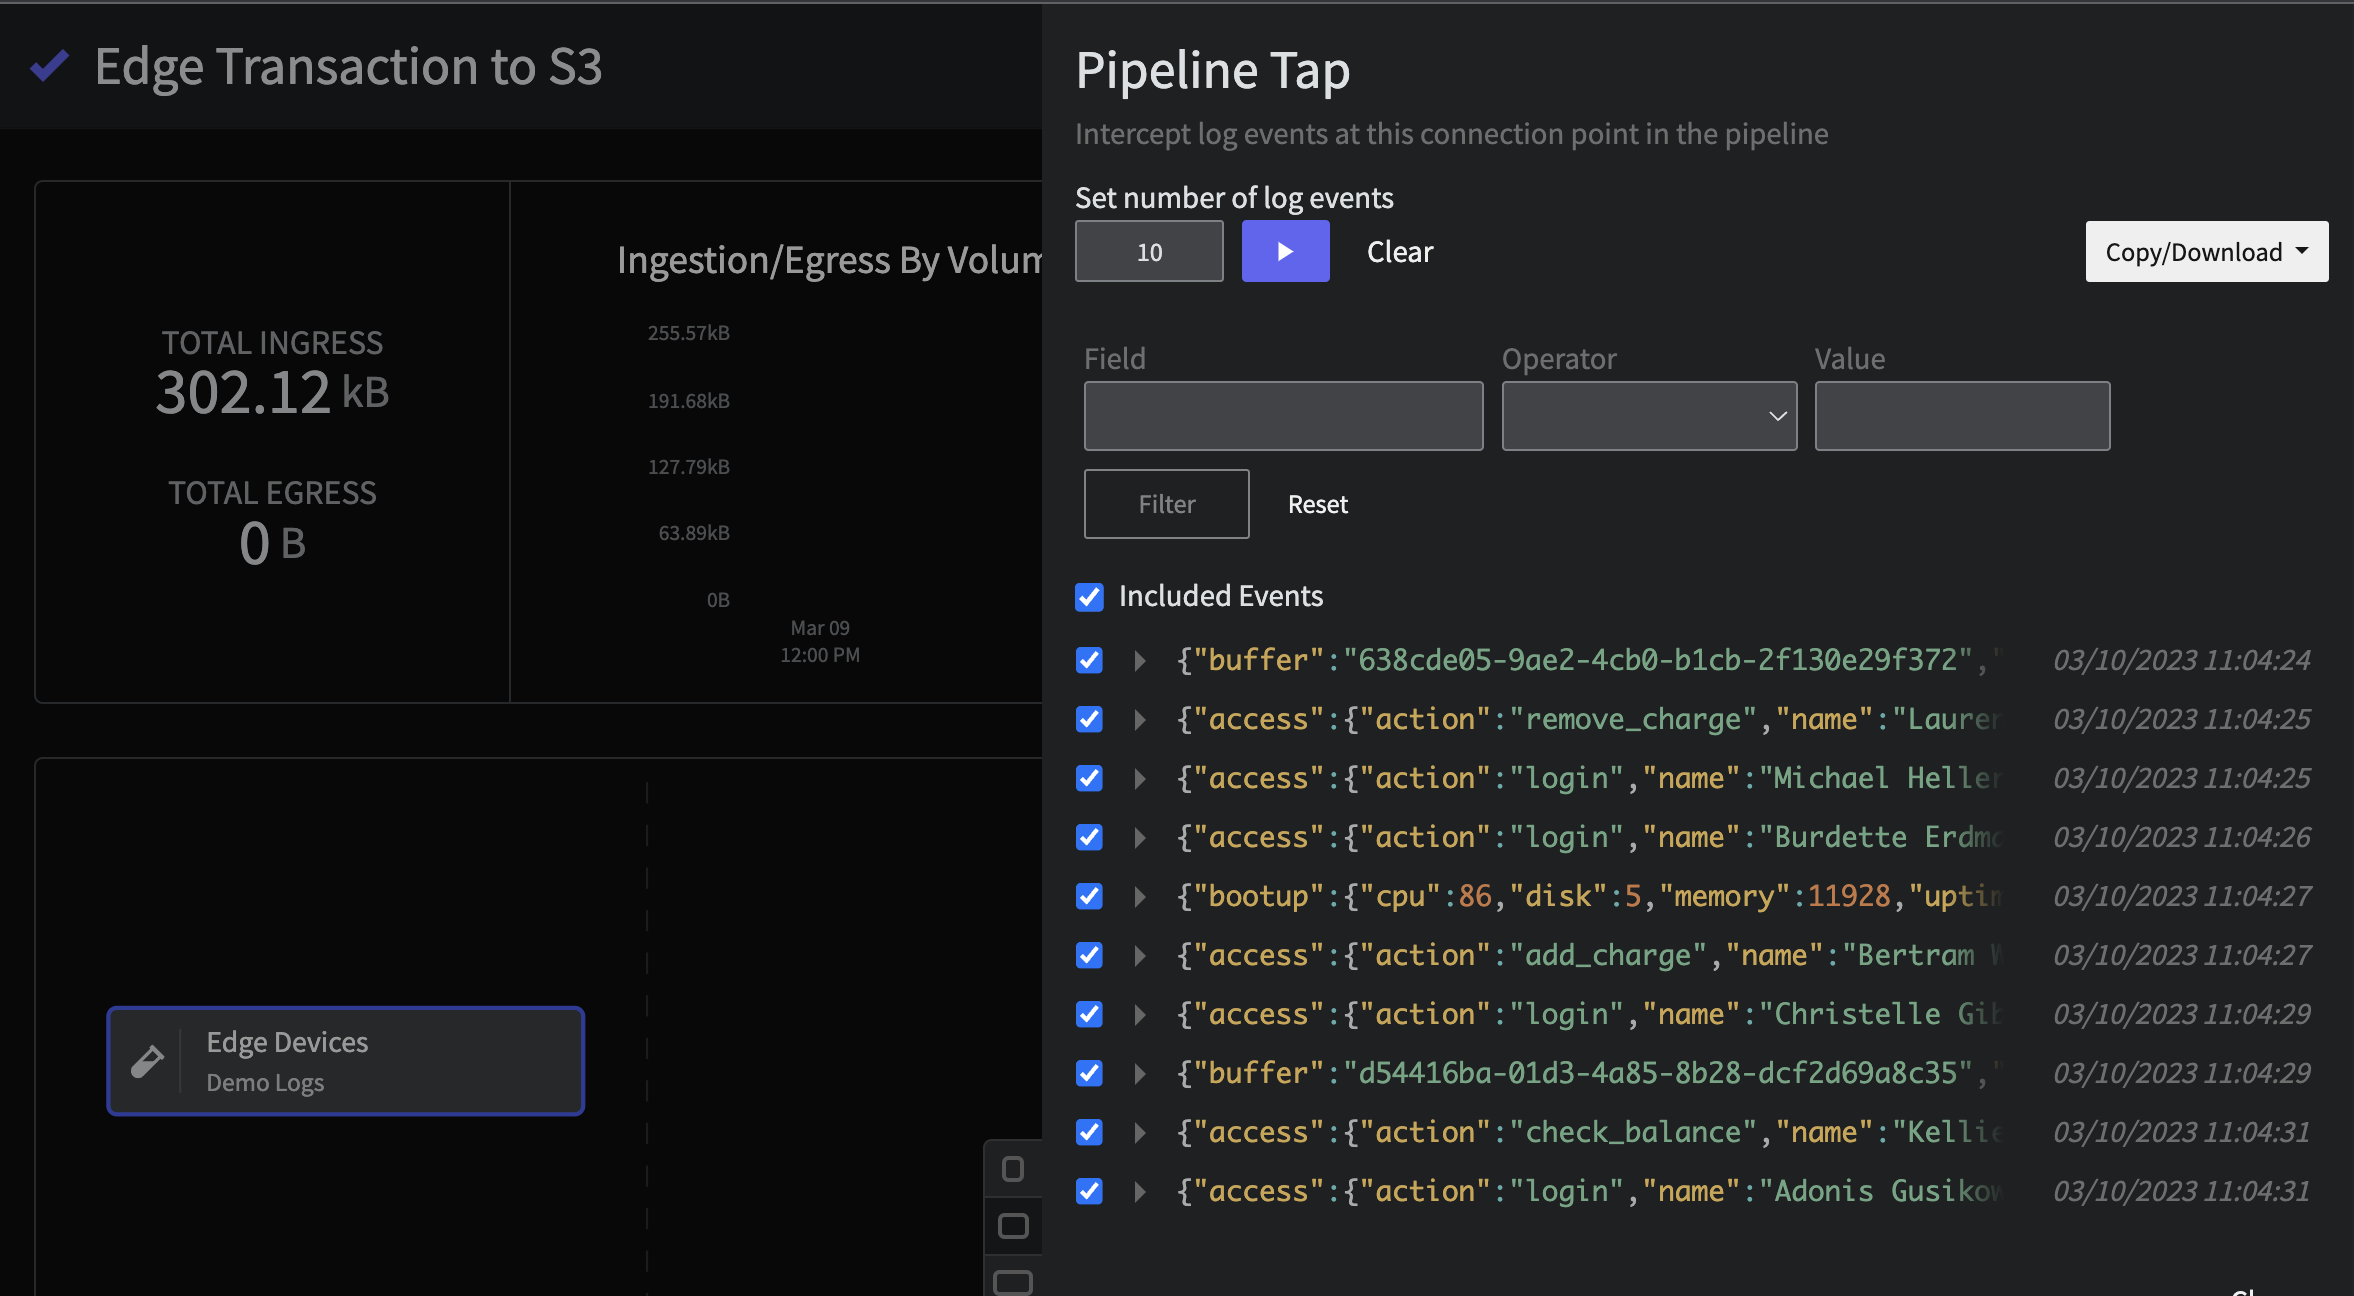 Edge Transaction to S3
TOTAL INGRESS
302.12 kB
TOTAL EGRESS
0 B
Ingestion/Egress By
255.57kB
191.68kB
127.79kB
63.89kB
0B
Mar 09
12:00 PM
Edge Devices
Demo Logs
Pipeline Tap
Intercept log events at this connection point in the pipeline
Set number of log events
10
Clear
Copy/Download
Field
Operator
Value
Filter
Reset
Included Events
{"buffer":"638cde05-9ae2-4cb0-b1cb-2f130e29f372"," 03/10/2023 11:04:24
{"access":{"action":"remove_charge","name":" 03/10/2023 11:04:25
{"access":{"action":"login","name":"Michael Heller 03/10/2023 11:04:25
{"access":{"action":"login","name":"Burdette 03/10/2023 11:04:26
{"bootup":{"cpu":86,"disk":5,"memory":11928," 03/10/2023 11:04:27
{"access":{"action":"add_charge","name":"Bertram 03/10/2023 11:04:27
{"access":{"action":"login","name":"Christelle 03/10/2023 11:04:29
{"buffer":"d54416ba-01d3-4a85-8b28-dcf2d69a8c35"," 03/10/2023 11:04:29
{"access":{"action":"check_balance","name":"Kellie 03/10/2023 11:04:31
{"access":{"action":"login","name":"Adonis 03/10/2023 11:04:31